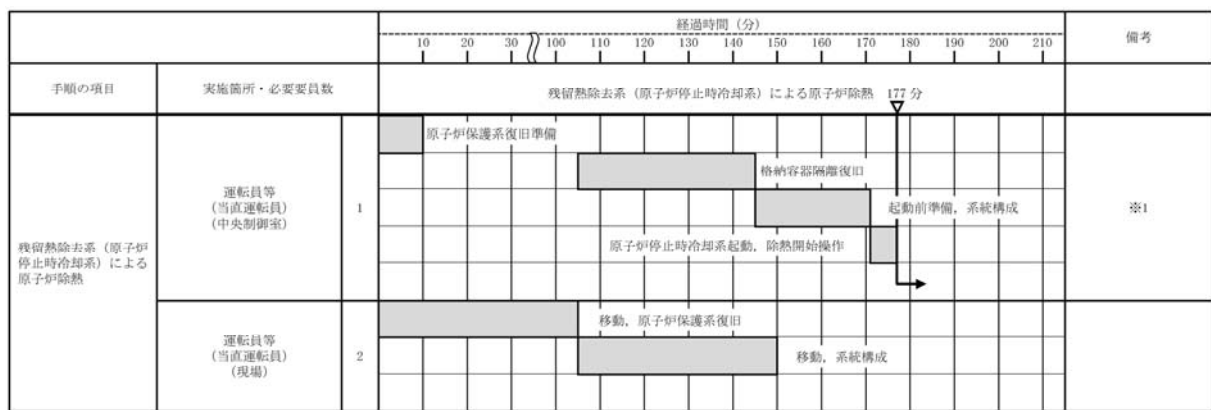 経過時間（分）
備考
10 20 30 100 110 120 130 140 150 160 170 180 190 200 210
手順の項目
実施箇所・必要要員数
残留熱除去系（原子炉停止時冷却系）による原子炉除熱 177 分
残留熱除去系（原子炉
停止時冷却系）による
原子炉除熱
運転員等
（当直運転員）
（中央制御室）
1
原子炉保護系復旧準備
格納容器隔離復旧
起動前準備，系統構成
原子炉停止時冷却系起動，除熱開始操作
※1
運転員等
（当直運転員）
（現場）
2
移動，原子炉保護系復旧
移動，系統構成